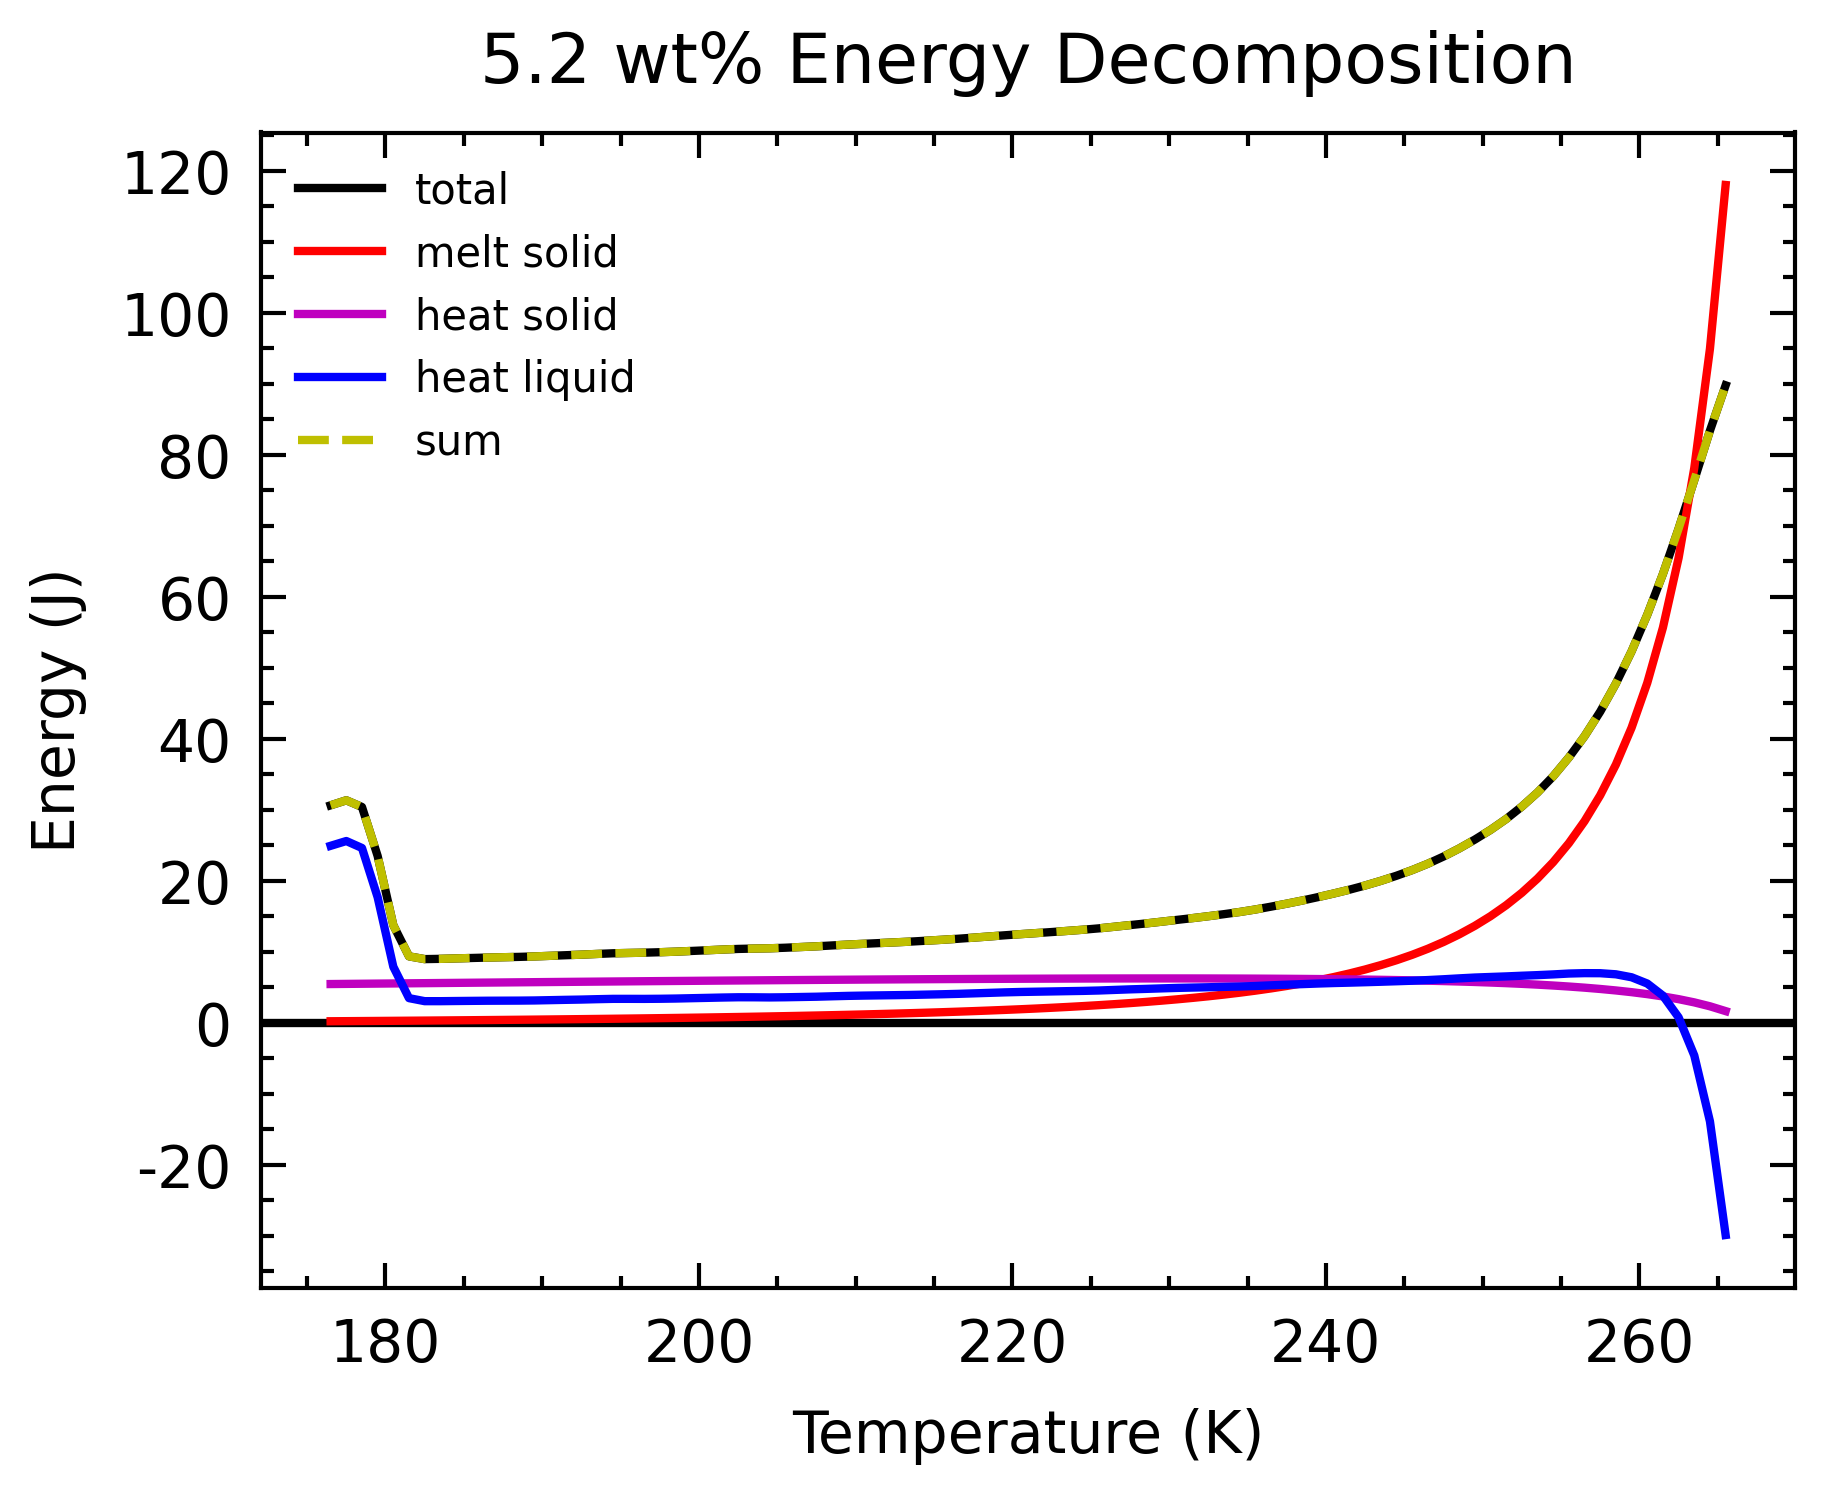 5.2 wt% Energy Decomposition
120
100
80
60
40
20
0
-20
Energy (J)
total
melt solid
heat solid
heat liquid
sum
180 200 220 240 260
Temperature (K)